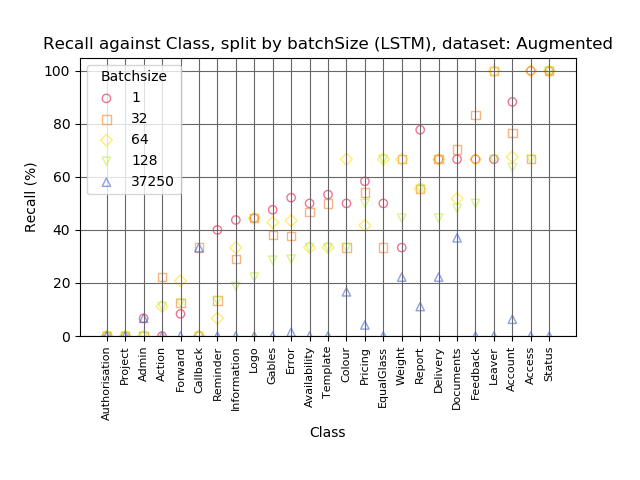 Recall against Class, split by batchSize (LSTM), dataset: Augmented
Batchsize
1
32
64
128
37250
Recall (%)
100
80
60
40
20
0
Authorisation
Project
Admin
Action
Forward
Callback
Reminder
Information
Logo
Gables
Error
Availability
Template
Colour
Pricing
EqualGlass
Weight
Report
Delivery
Documents
Feedback
Leaver
Account
Access
Status
Class